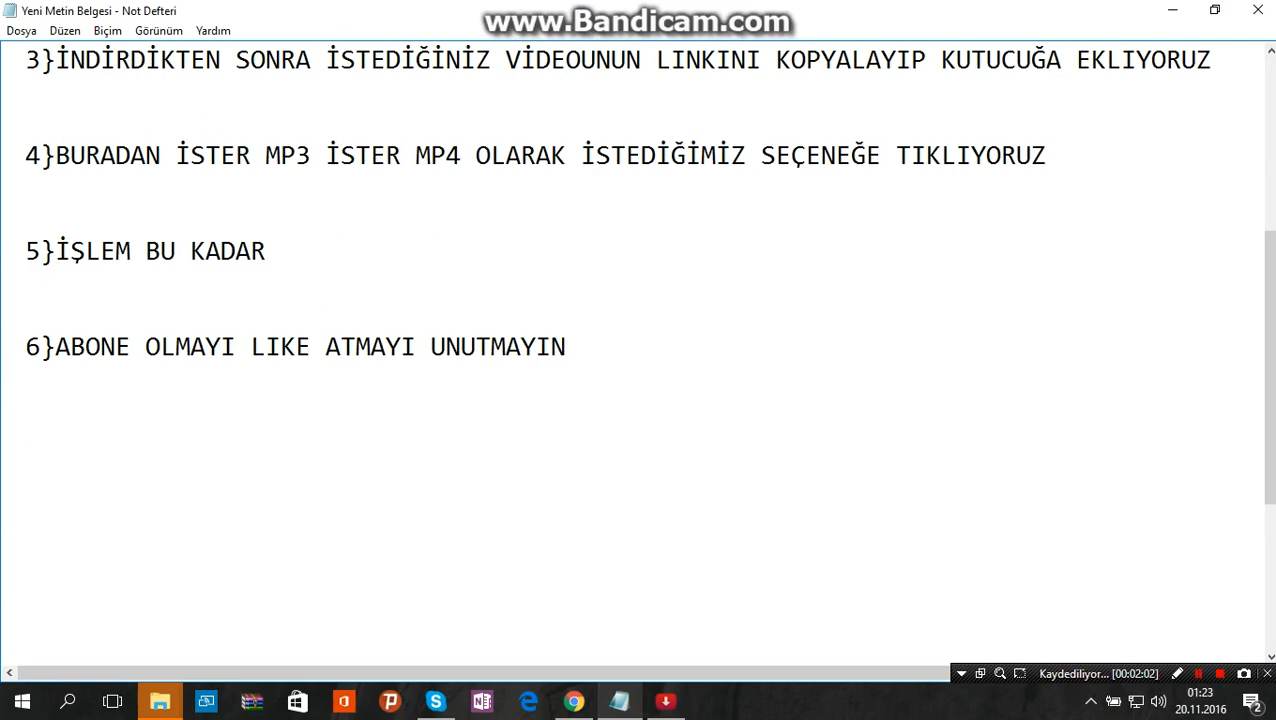 Yeni Metin Belgesi - Not Defteri
www.Bandicam.com
Dosya Düzen Biçim Görünüm Yardım
3}İNDİRDİKTEN SONRA İSTEDİĞİNİZ VİDEOUNUN LINKINI KOPYALAYIP KUTUCUĞA EKLIYORUZ
4}BURADAN İSTER MP3 İSTER MP4 OLARAK İSTEDİĞİMİZ SEÇENEĞE TIKLIYORUZ
5}İŞLEM BU KADAR
6}ABONE OLMAYI LIKE ATMAYI UNUTMAYIN
Kaydediliyor... [00:02:02]
01:23
20.11.2016
2